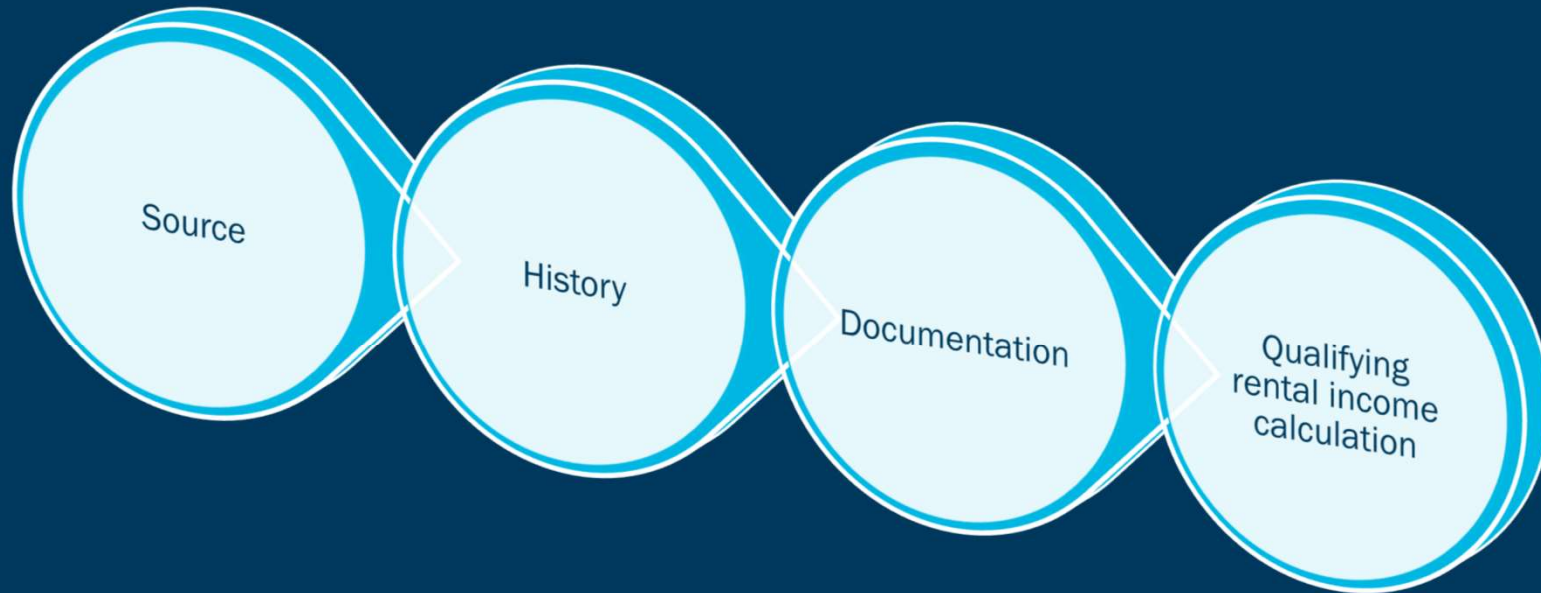 Source
History
Documentation
Qualifying
rental income
calculation